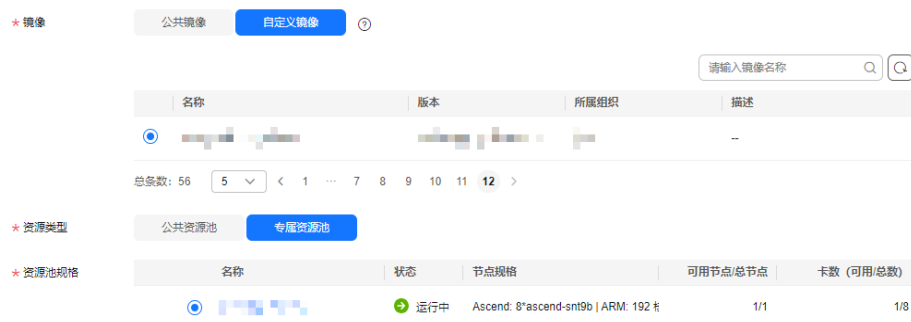 * 镜像 公共镜像 自定义镜像 ?
请输入镜像名称
名称 版本 所属组织 描述
--
总条数: 56 5 < 1 ... 7 8 9 10 11 12 >
* 资源类型 公共资源池 专属资源池
* 资源池规格 名称 状态 节点规格 可用节点/总节点 卡数（可用/总数）
运行中 Ascend: 8*ascend-snt9b | ARM: 192 1/1 1/8